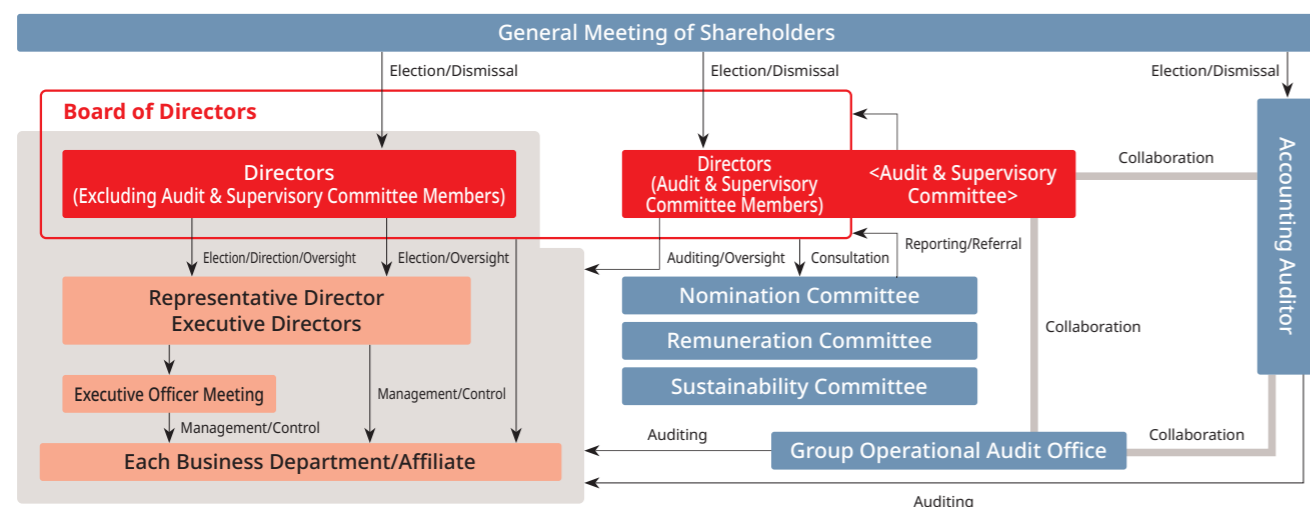 General Meeting of Shareholders
Election/Dismissal
Election/Dismissal
Election/Dismissal
Board of Directors
Directors
(Excluding Audit & Supervisory Committee Members)
Directors
(Audit & Supervisory
Committee Members)
<Audit & Supervisory
Committee>
Collaboration
Accounting Auditor
Election/Direction/Oversight
Election/Oversight
Auditing/Oversight
Consultation
Reporting/Referral
Representative Director
Executive Directors
Nomination Committee
Remuneration Committee
Sustainability Committee
Collaboration
Executive Officer Meeting
Management/Control
Management/Control
Each Business Department/Affiliate
Auditing
Group Operational Audit Office
Collaboration
Auditing